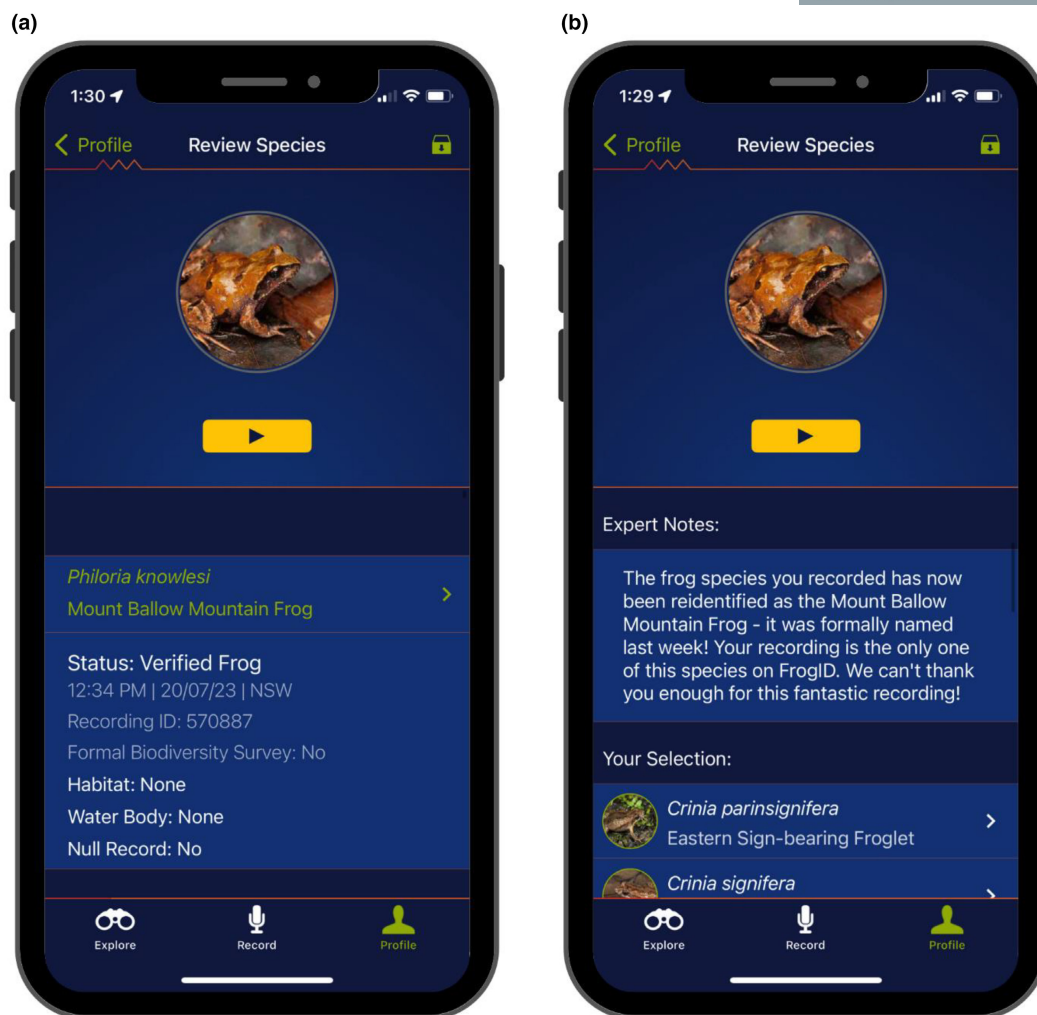 (a)
1:30
Profile
Review Species
Philoria knowlesi
Mount Ballow Mountain Frog
Status: Verified Frog
12:34 PM | 20/07/23 | NSW
Recording ID: 570887
Formal Biodiversity Survey: No
Habitat: None
Water Body: None
Null Record: No
Explore
Record
Profile
(b)
1:29
Profile
Review Species
Expert Notes:
The frog species you recorded has now
been reidentified as the Mount Ballow
Mountain Frog - it was formally named
last week! Your recording is the only one
of this species on FrogID. We can't thank
you enough for this fantastic recording!
Your Selection:
Crinia parinsignifera
Eastern Sign-bearing Froglet
Crinia signifera
Explore
Record
Profile